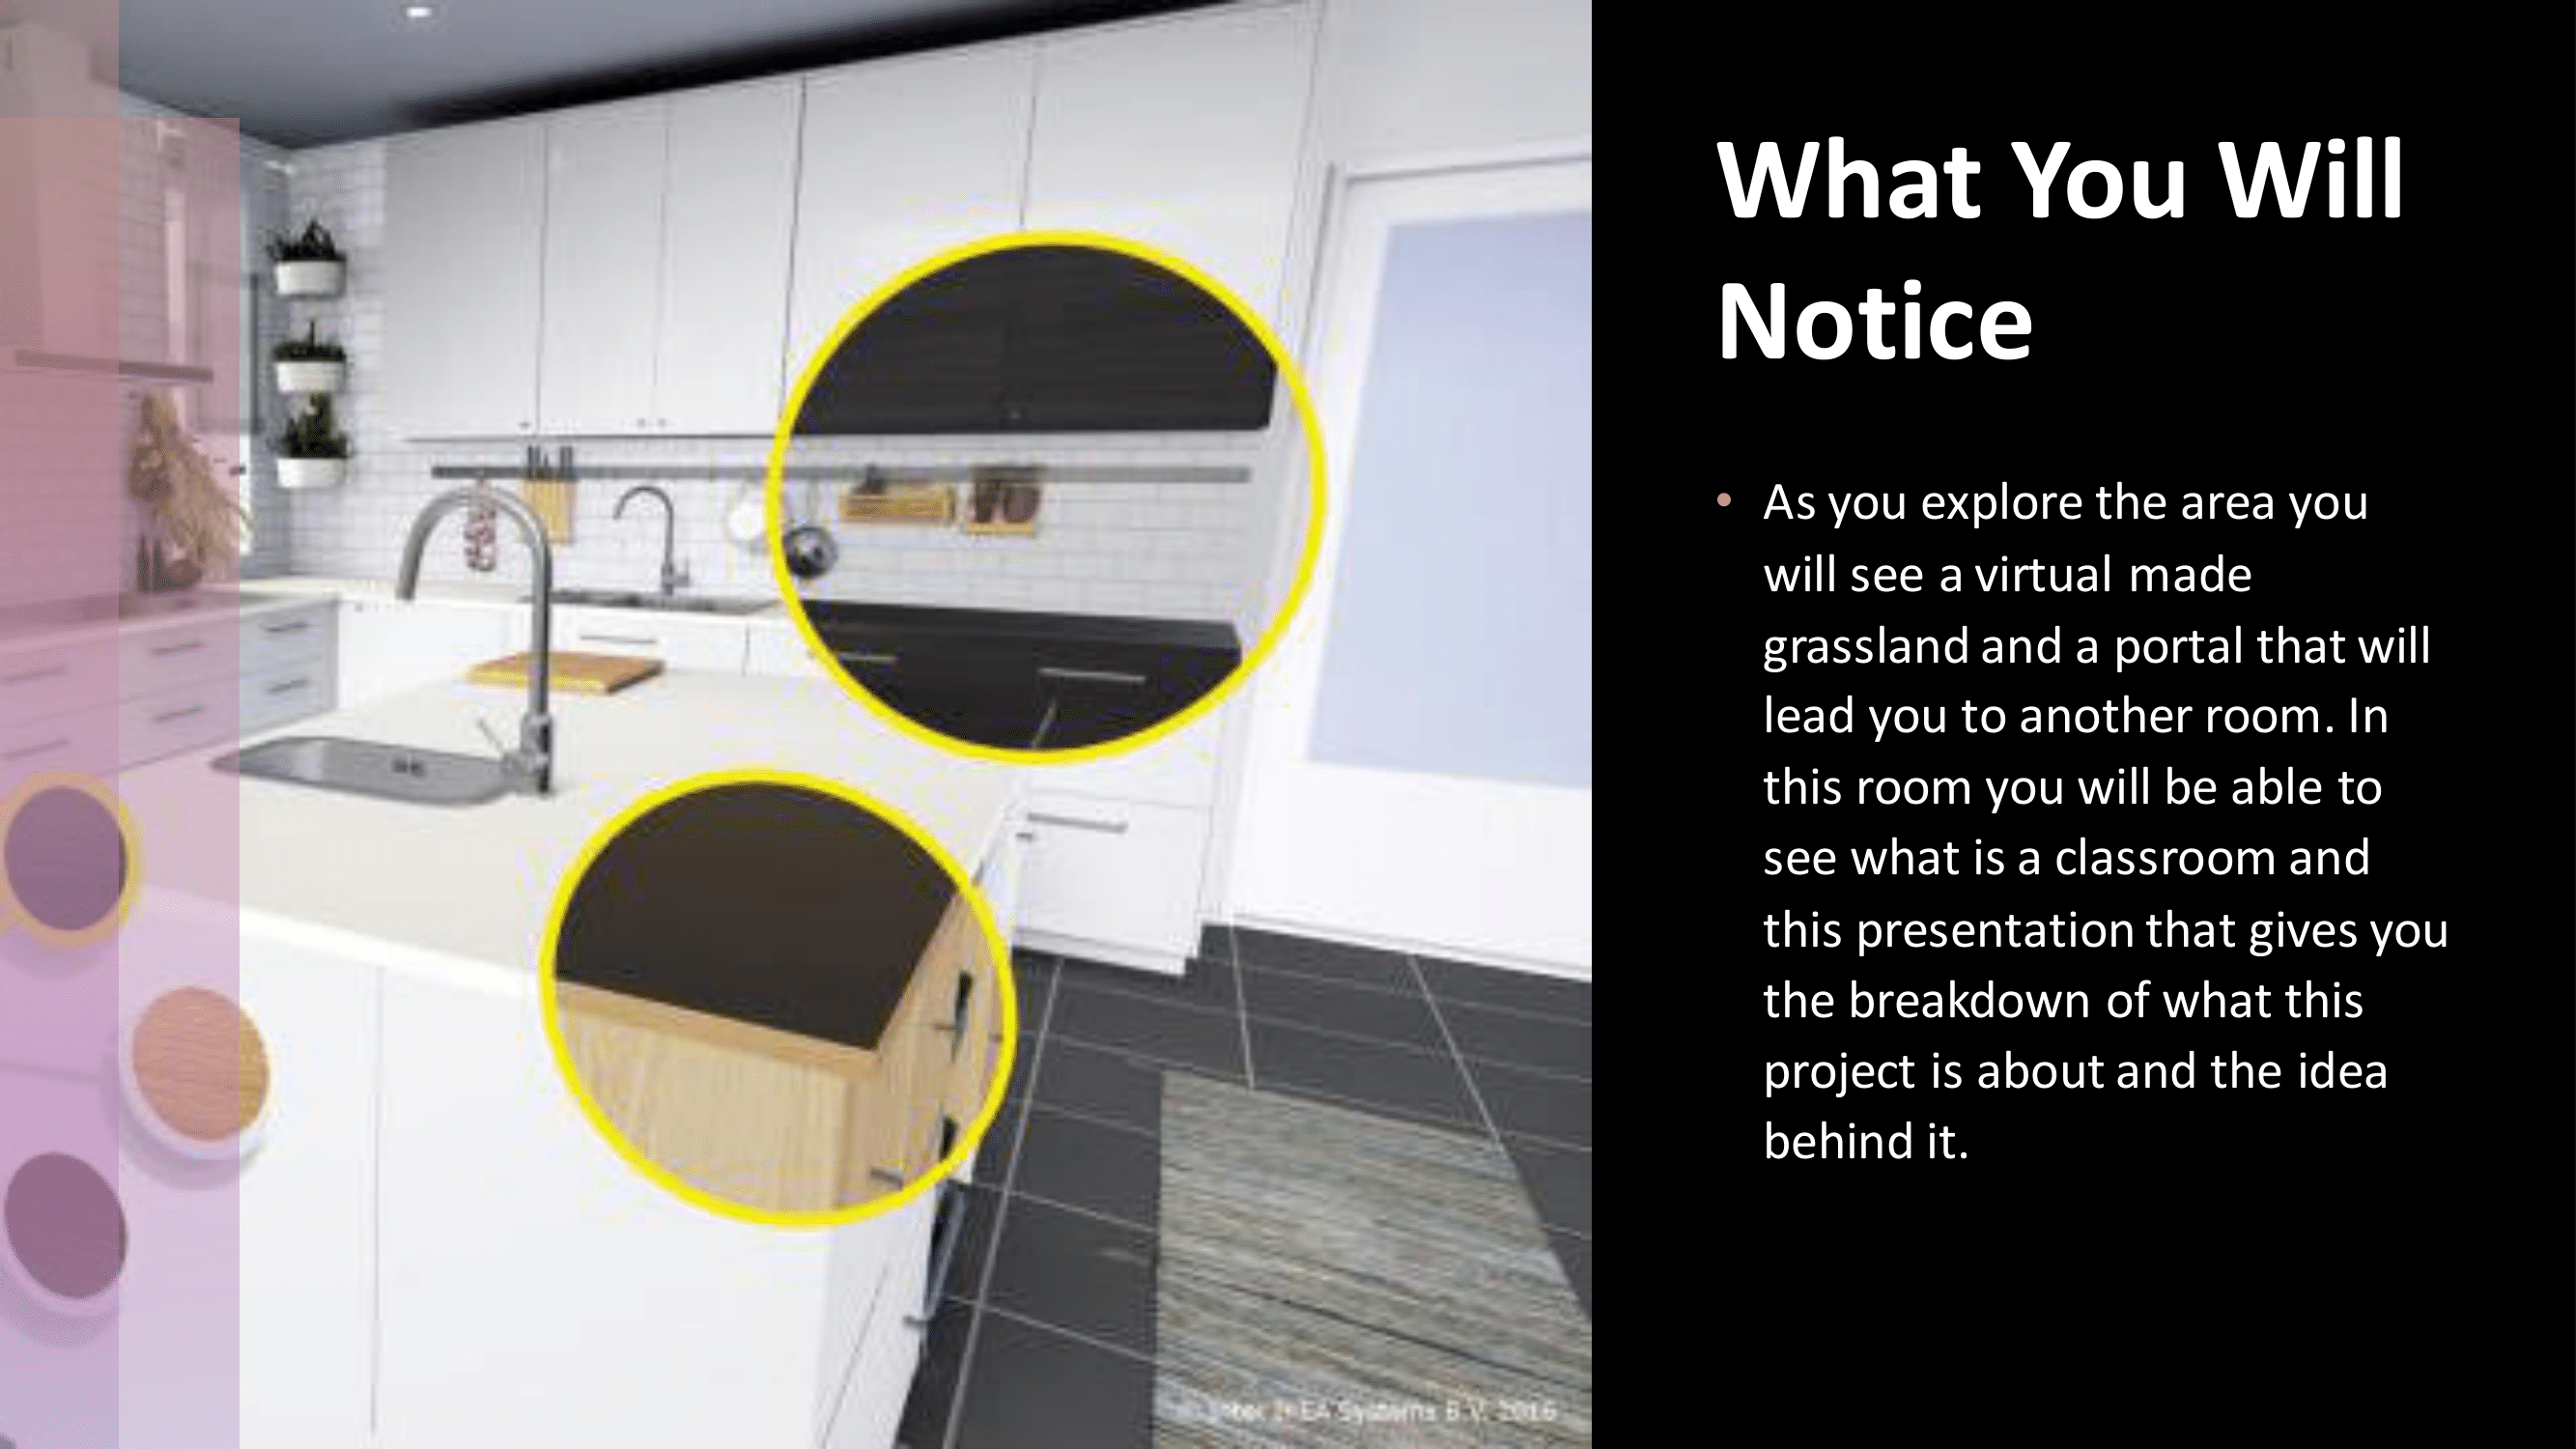 What You Will
Notice
• As you explore the area you
will see a virtual made
grassland and a portal that will
lead you to another room. In
this room you will be able to
see what is a classroom and
this presentation that gives you
the breakdown of what this
project is about and the idea
behind it.
Inter IKEA Systems B.V. 2016